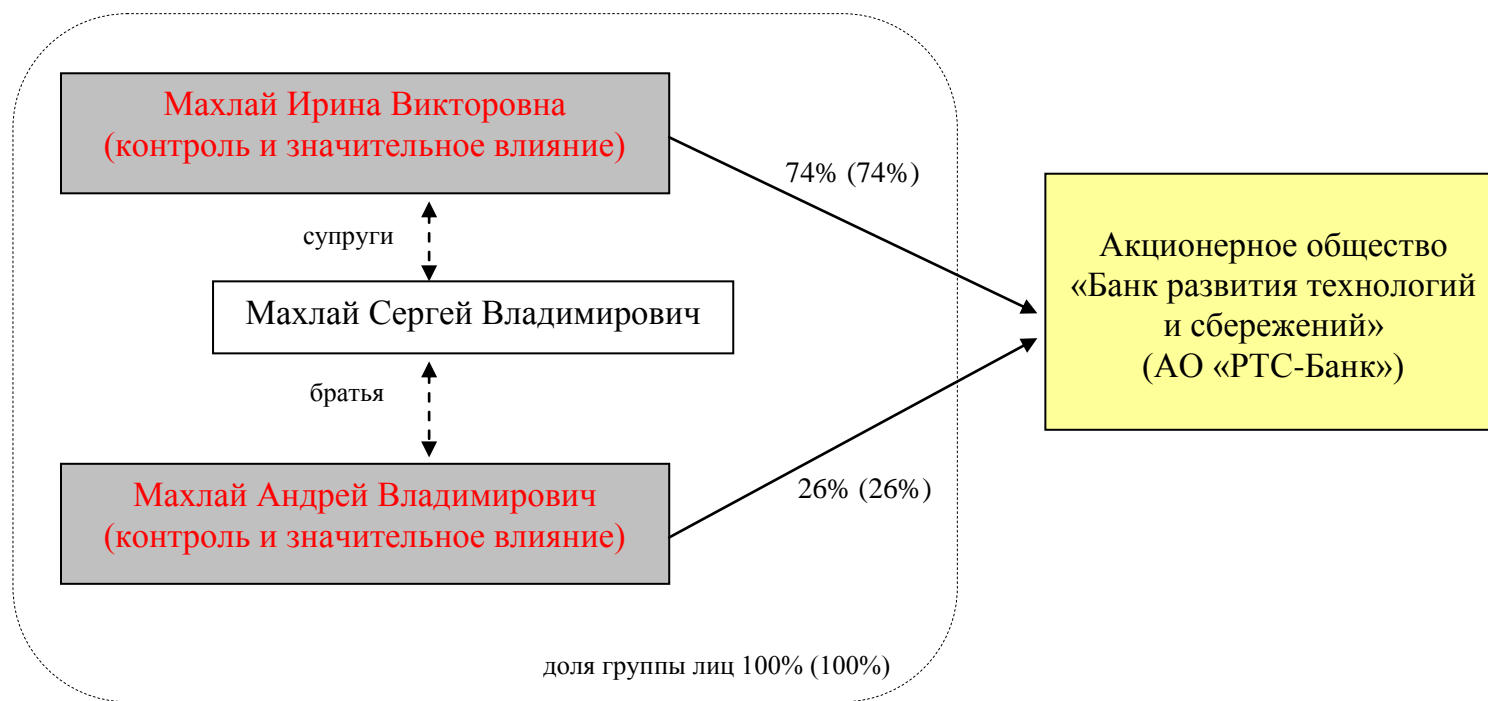 Махлай Ирина Викторовна
(контроль и значительное влияние)
74% (74%)
супруги
Махлай Сергей Владимирович
братья
Махлай Андрей Владимирович
(контроль и значительное влияние)
26% (26%)
Акционерное общество
«Банк развития технологий
и сбережений»
(АО «РТС-Банк»)
доля группы лиц 100% (100%)